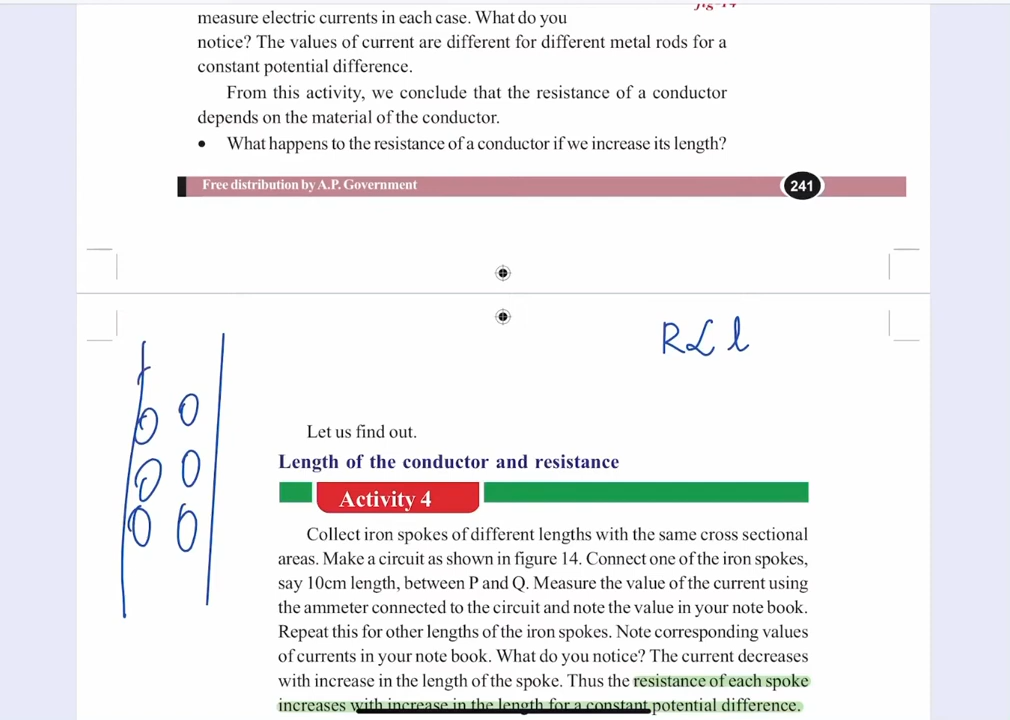 fig-14
measure electric currents in each case. What do you
notice? The values of current are different for different metal rods for a
constant potential difference.
From this activity, we conclude that the resistance of a conductor
depends on the material of the conductor.
• What happens to the resistance of a conductor if we increase its length?
Free distribution by A.P. Government 241
R∝ l
Let us find out.
Length of the conductor and resistance
Activity 4
Collect iron spokes of different lengths with the same cross sectional
areas. Make a circuit as shown in figure 14. Connect one of the iron spokes,
say 10cm length, between P and Q. Measure the value of the current using
the ammeter connected to the circuit and note the value in your note book.
Repeat this for other lengths of the iron spokes. Note corresponding values
of currents in your note book. What do you notice? The current decreases
with increase in the length of the spoke. Thus the resistance of each spoke
increases with increase in the length for a constant potential difference.